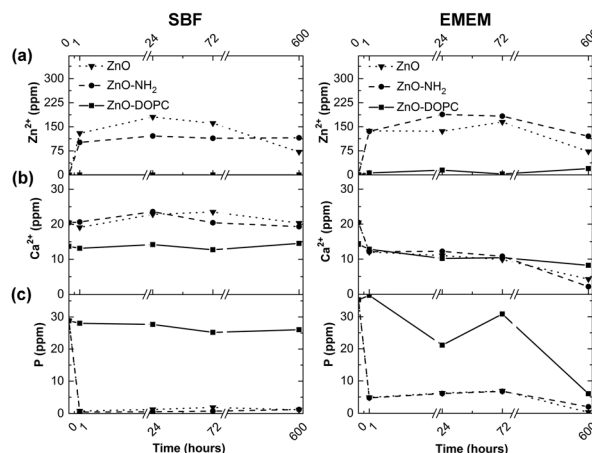 SBF
EMEM
0 1 24 72 600
0 1 24 72 600
(a)
Zn2+ (ppm)
300
225
150
75
0
ZnO
ZnO-NH2
ZnO-DOPC
Zn2+ (ppm)
300
225
150
75
0
ZnO
ZnO-NH2
ZnO-DOPC
(b)
Ca2+ (ppm)
30
20
10
0
Ca2+ (ppm)
30
20
10
0
(c)
P (ppm)
30
20
10
0
P (ppm)
30
20
10
0
0 1 24 72 600
0 1 24 72 600
Time (hours)
Time (hours)